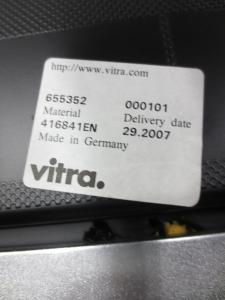 http://www.vitra.com
655352 000101
Material Delivery date
416841EN 29.2007
Made in Germany
vitra.